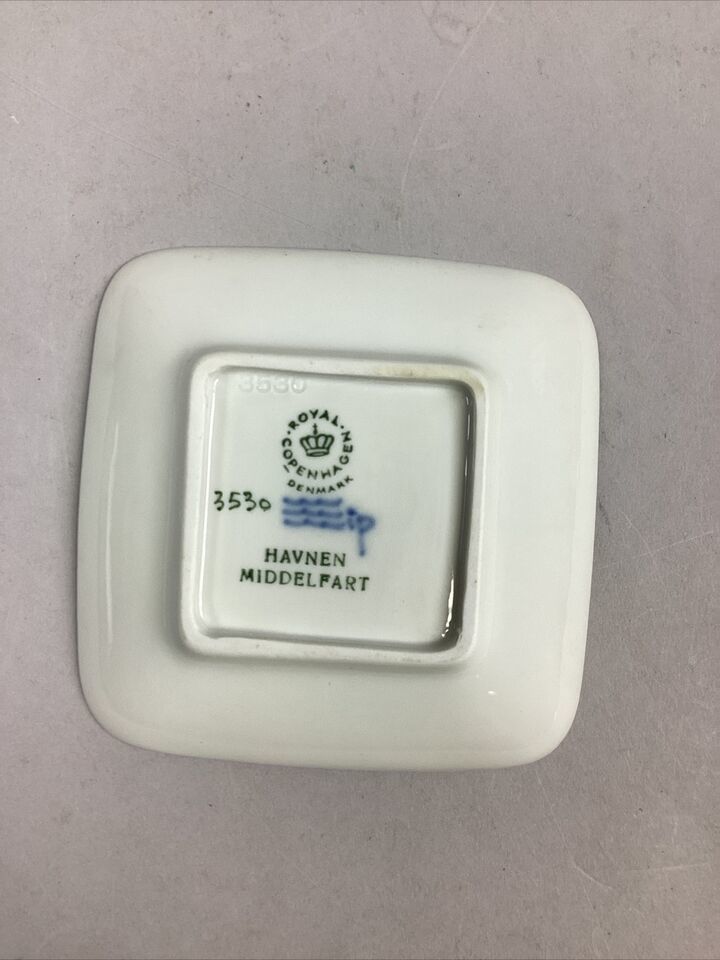 3530
ROYAL
COPENHAGEN
DENMARK
3530
HAVNEN
MIDDELFART